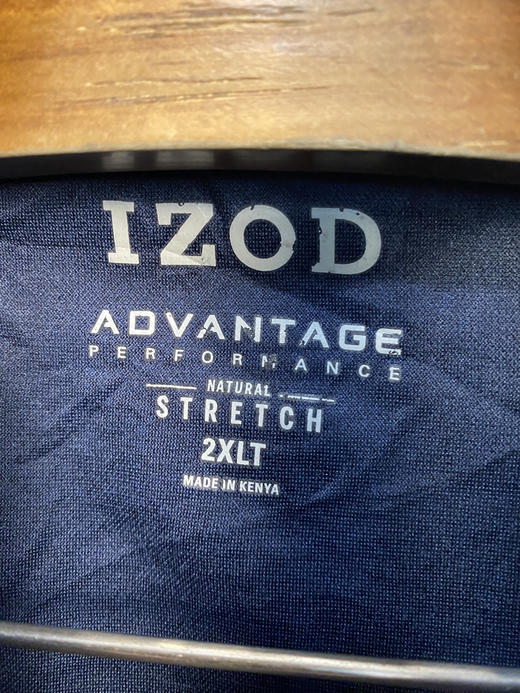 IZOD
ADVANTAGE
PERFORMANCE
NATURAL
STRETCH
2XLT
MADE IN KENYA